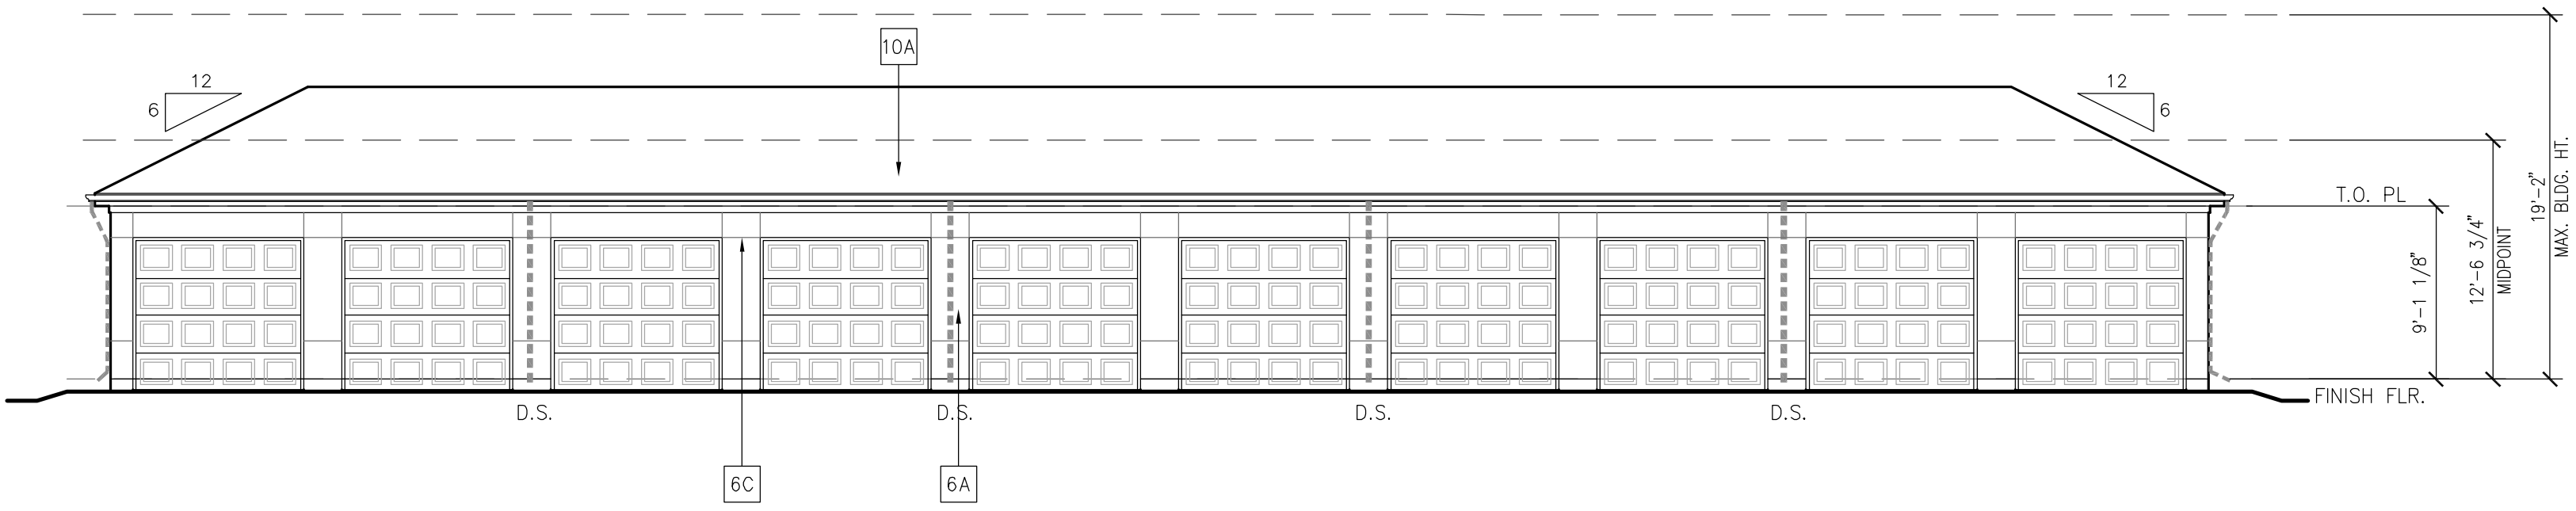 10A
12
6
12
6
T.O. PL
9'-1 1/8"
12'-6 3/4"
MIDPOINT
19'-2"
MAX. BLDG. HT.
FINISH FLR.
D.S.
D.S.
D.S.
D.S.
6C
6A